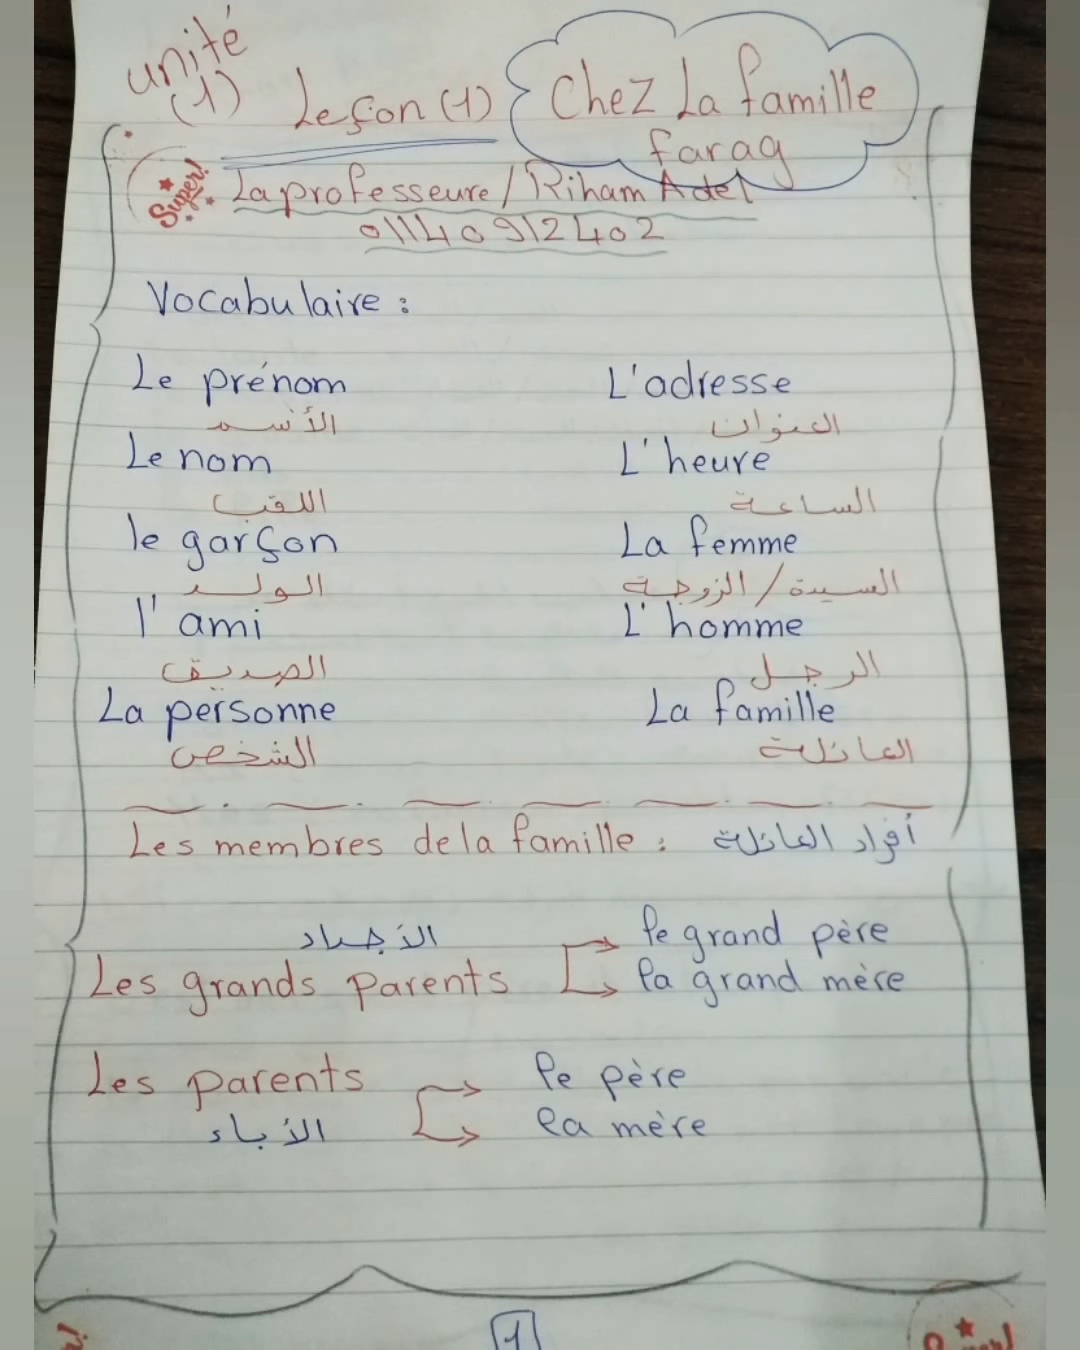 unité
(1) Leçon (1) Chez La famille
farag
Super! La professeure / Riham Adel
01140912402
Vocabulaire :
Le prénom L'adresse
الأسم العنوان
Le nom L'heure
اللقب الساعة
le garçon La femme
الولد السيدة / الزوجة
l'ami L'homme
الصديق الرجل
La personne La famille
الشخص العائلة
Les membres de la famille : أفراد العائلة
الأجداد le grand père
Les grands parents la grand mère
Les parents le père
الأباء la mère
1